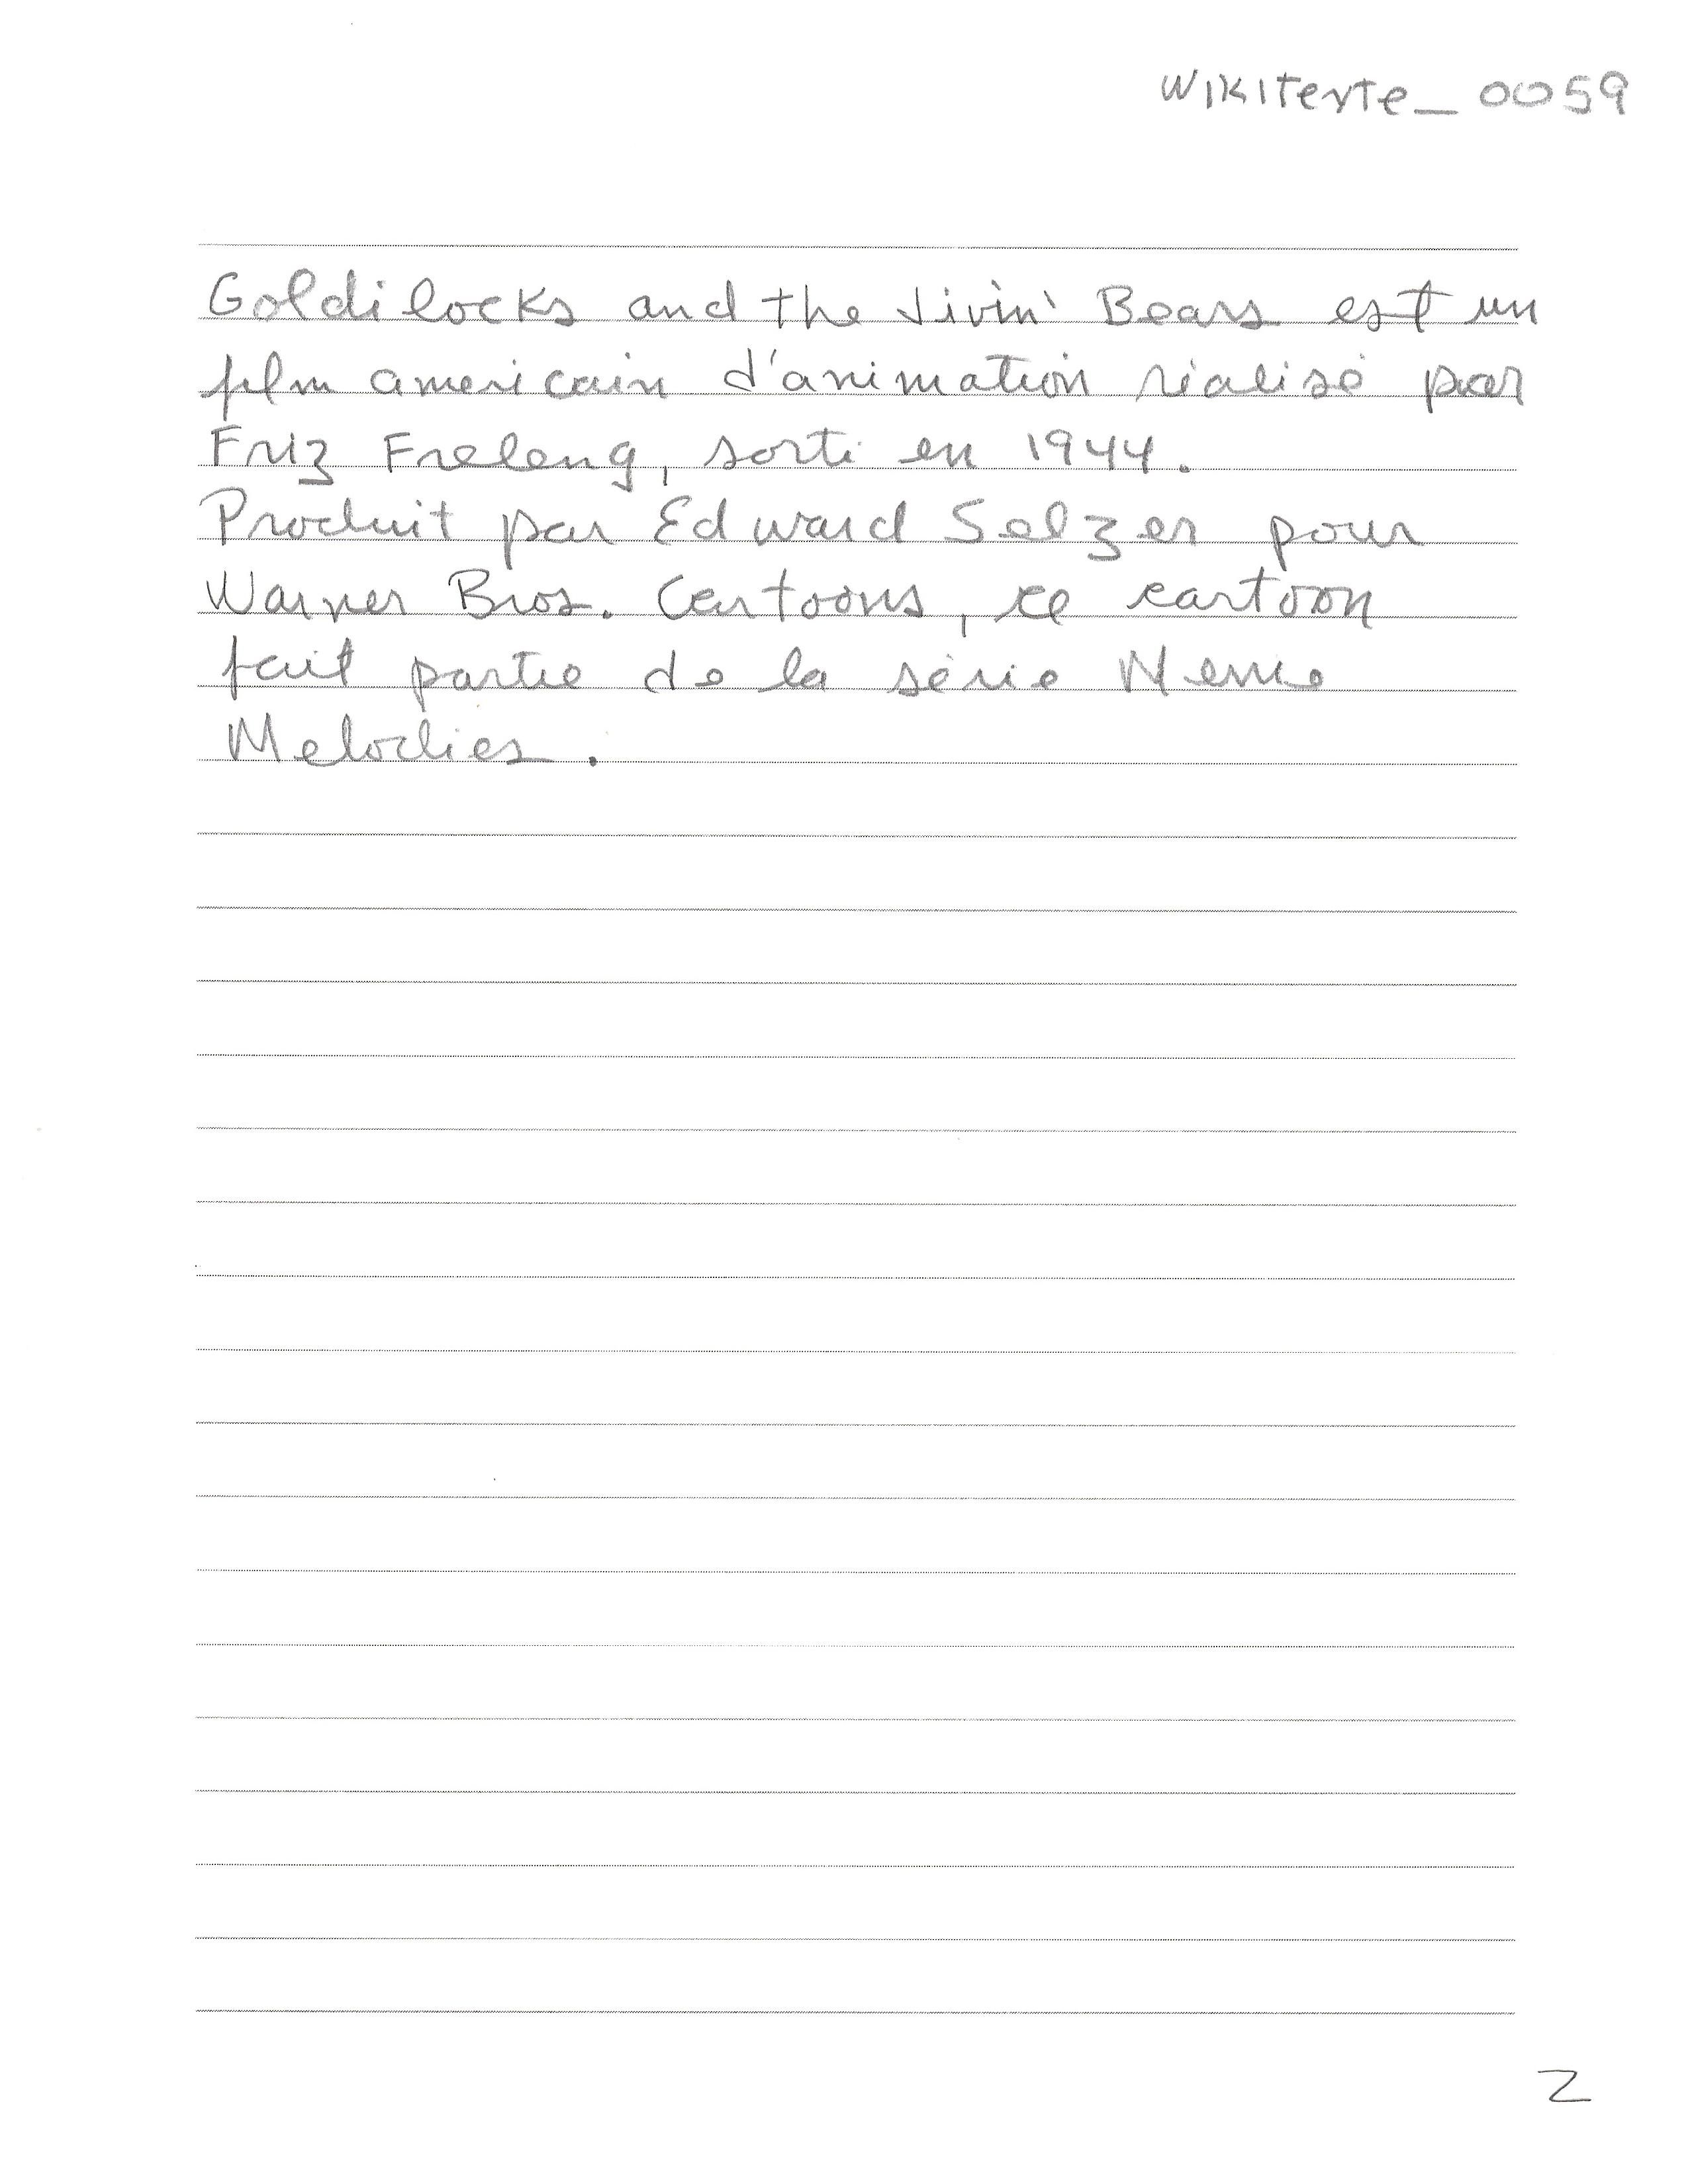 Wikitexte_0059
Goldilocks and the Jivin' Bears est un
film américain d'animation réalisé par
Friz Freleng, sorti en 1944.
Produit par Edward Selzer pour
Warner Bros. Cartoons, ce cartoon
fait partie de la série Merrie
Melodies.
2